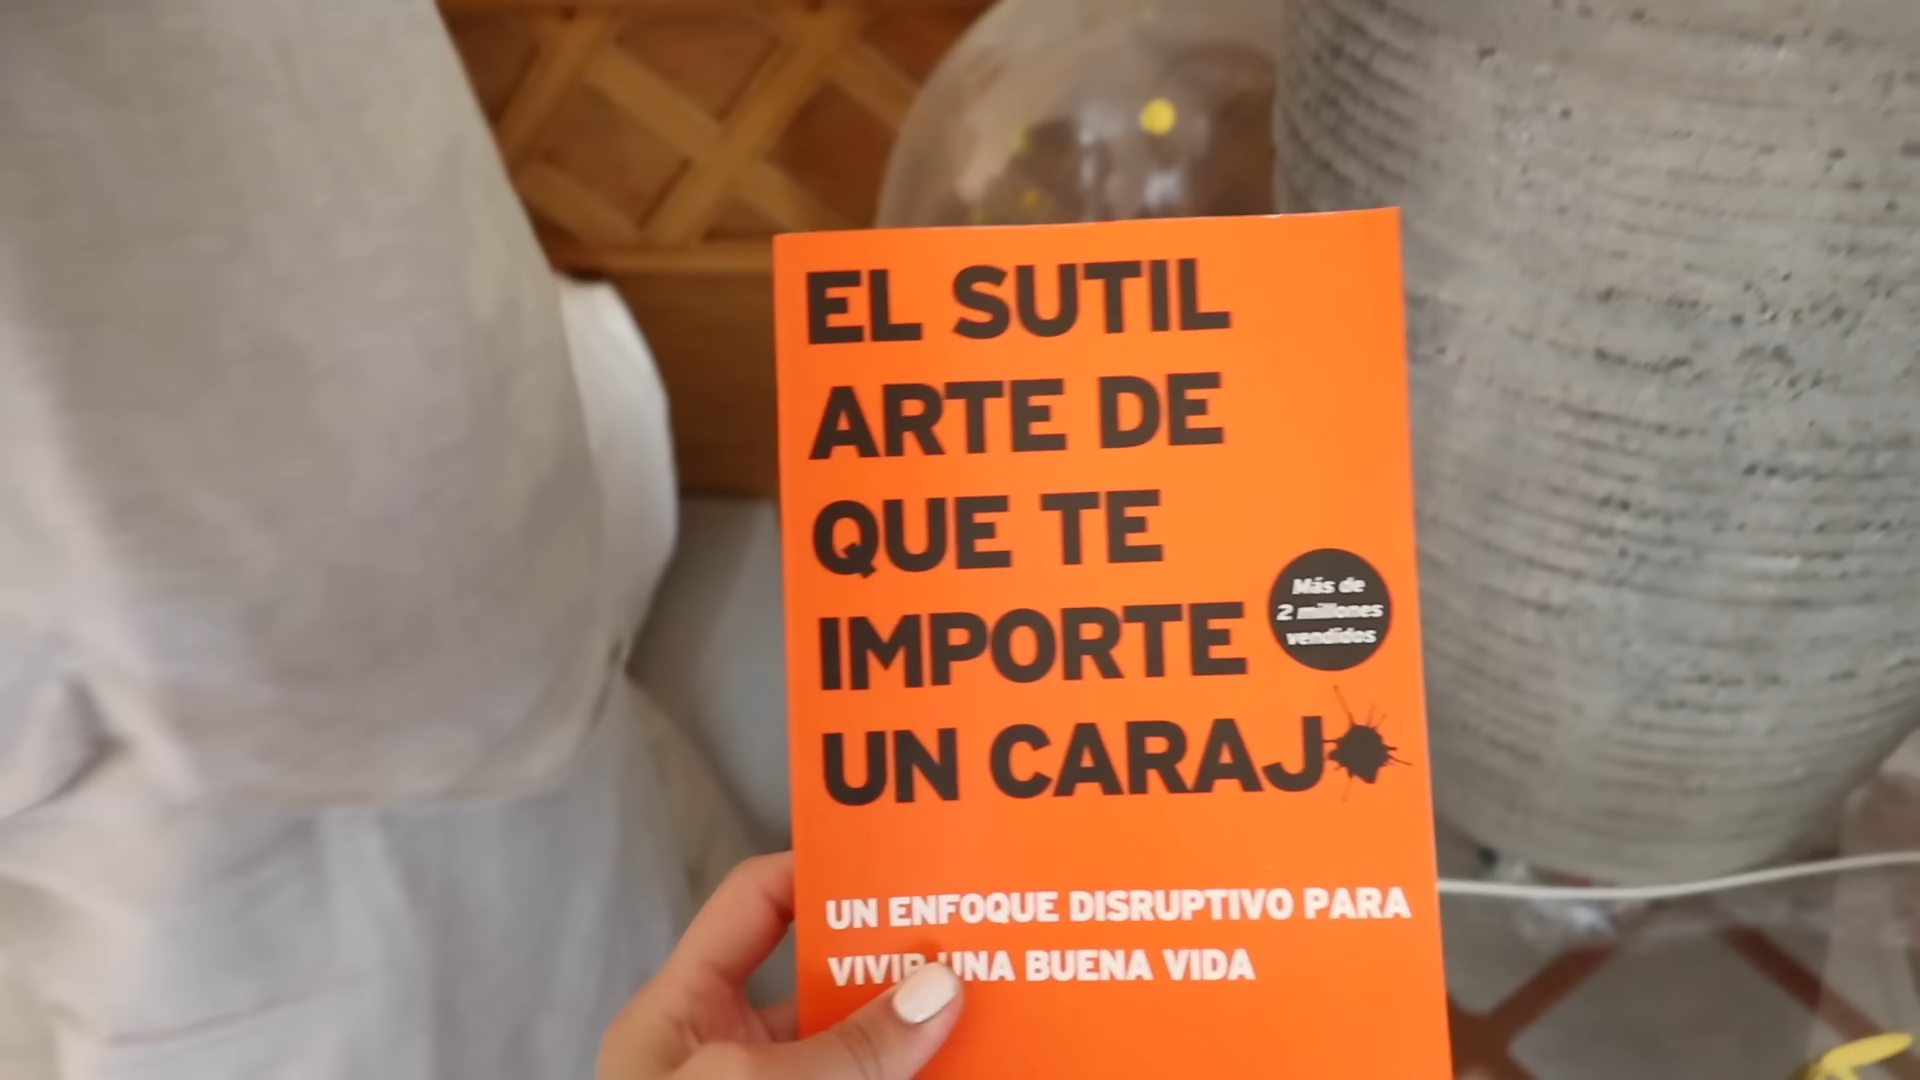 EL SUTIL
ARTE DE
QUE TE
IMPORTE
UN CARAJ
Más de
2 millones
vendidos
UN ENFOQUE DISRUPTIVO PARA
VIVIR UNA BUENA VIDA